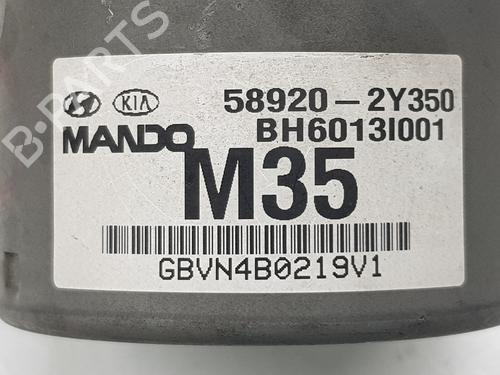 KIA 58920-2Y350
MANDO BH6013I001
M35
GBVN4B0219V1
B-PARTS